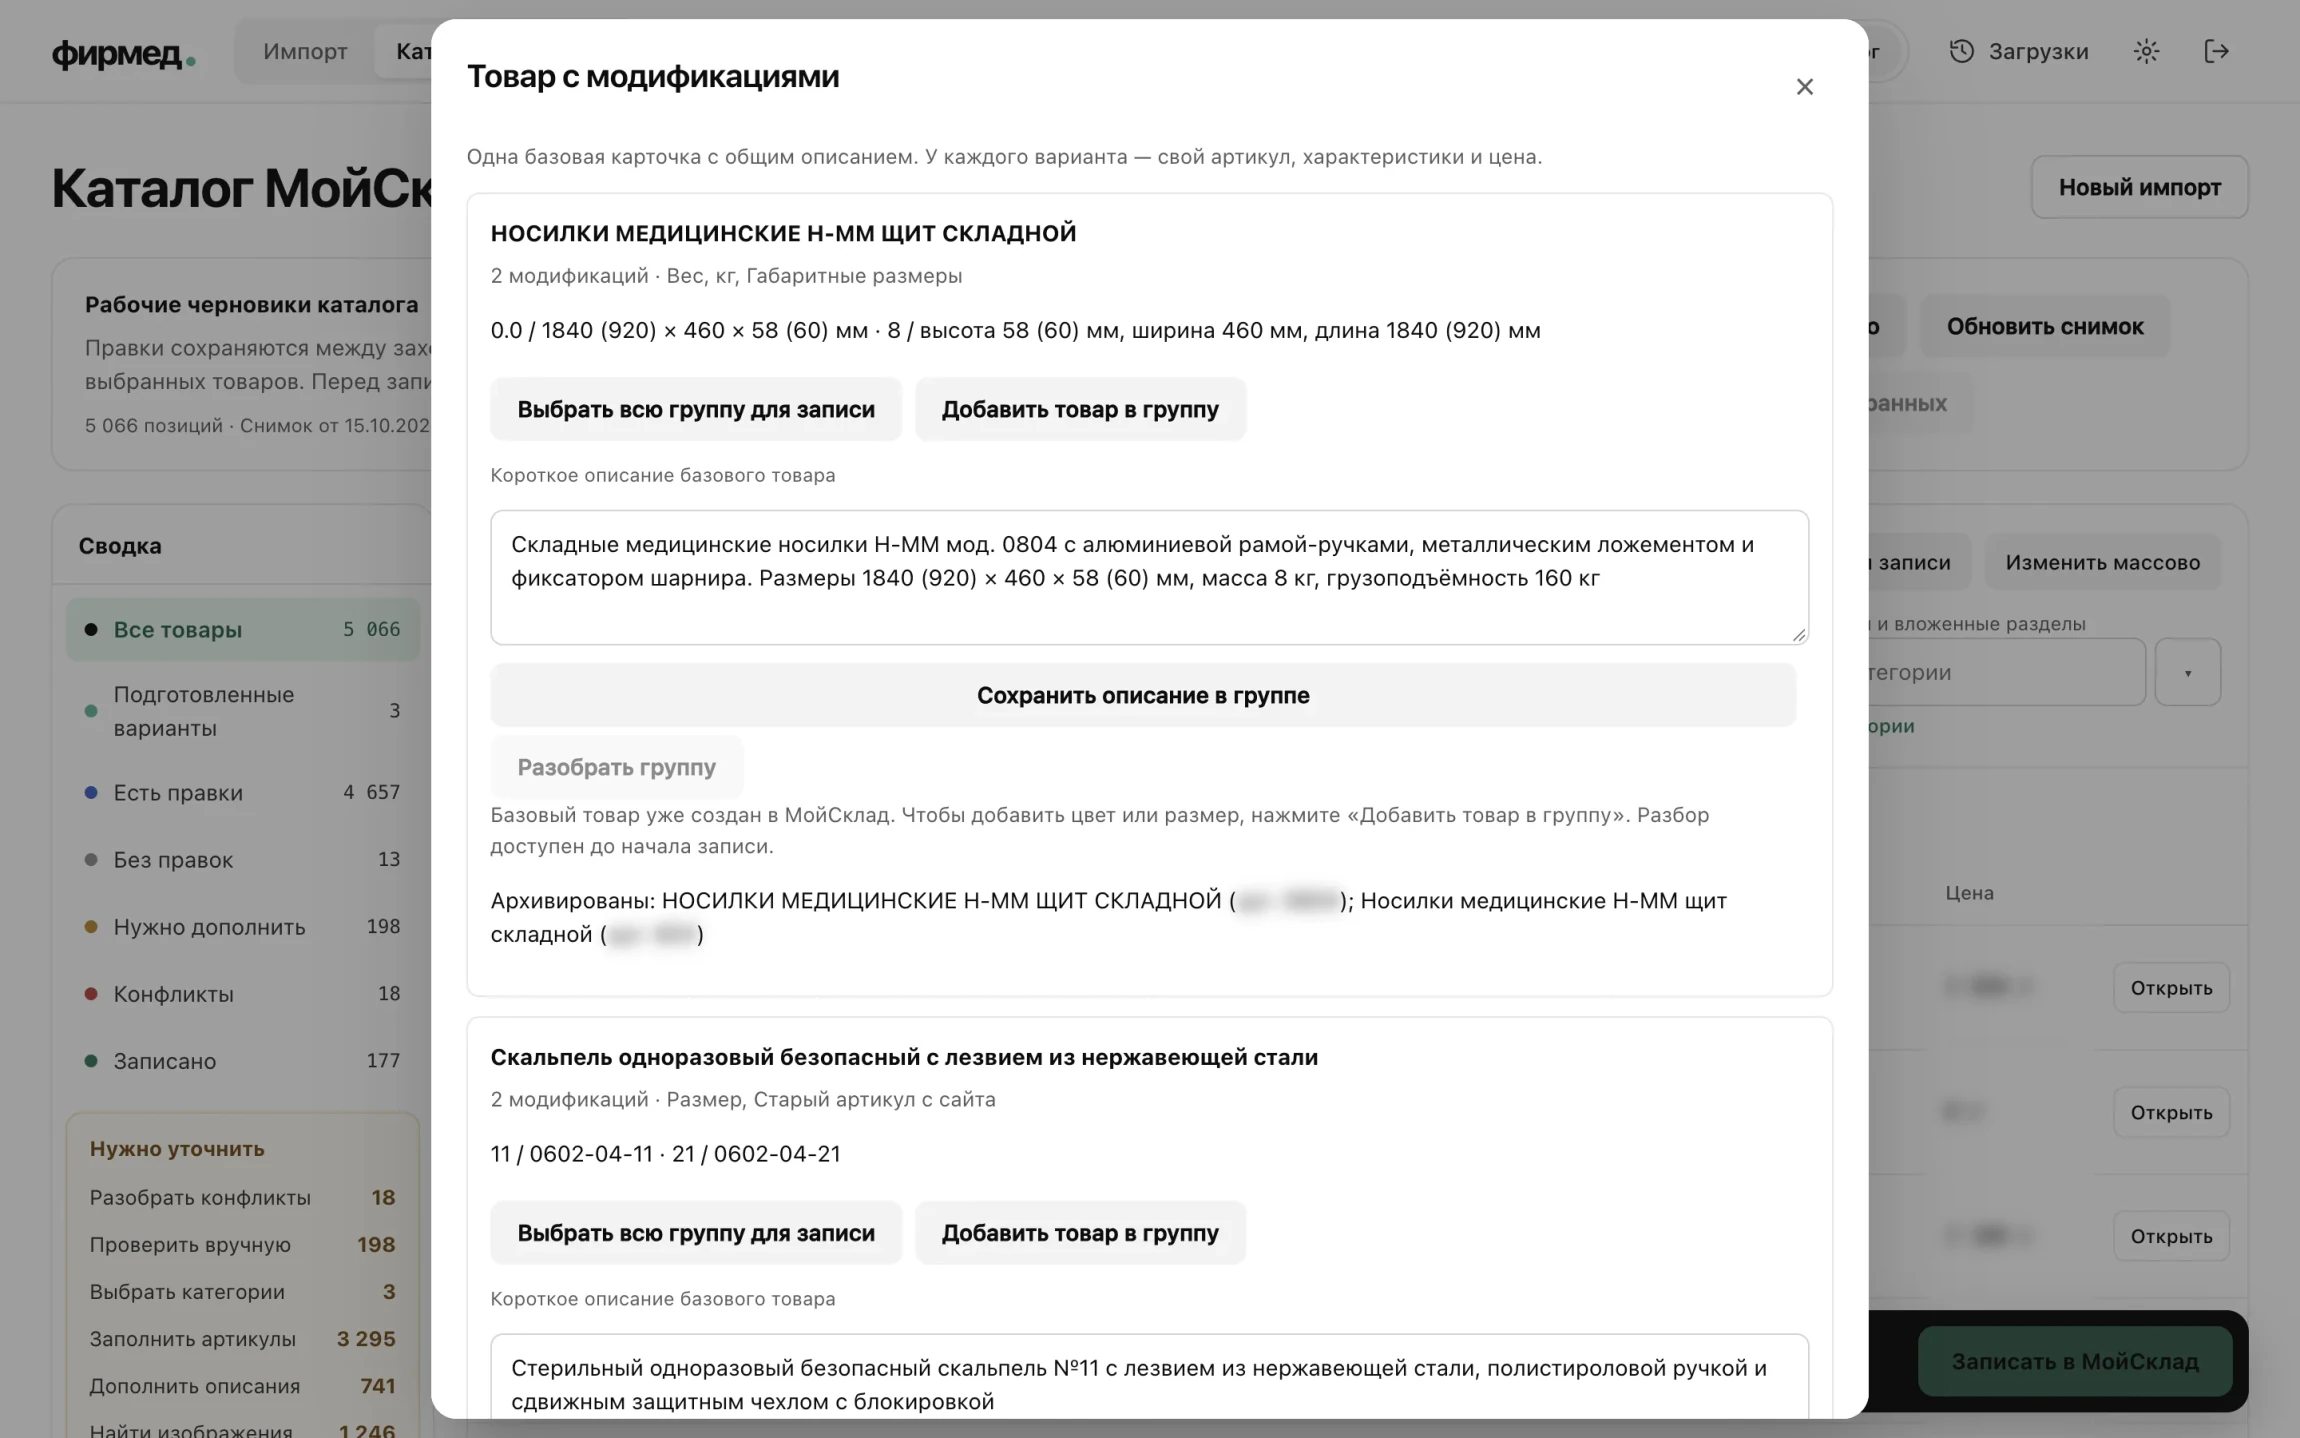 фирмед.
Импорт
Кат
ог
Загрузки
Каталог МойСк
Новый импорт
Рабочие черновики каталога
Правки сохраняются между захо
выбранных товаров. Перед запи
5 066 позиций · Снимок от 15.10.202
о
Обновить снимок
ранных
Сводка
Все товары 5 066
Подготовленные
варианты 3
Есть правки 4 657
Без правок 13
Нужно дополнить 198
Конфликты 18
Записано 177
Нужно уточнить
Разобрать конфликты 18
Проверить вручную 198
Выбрать категории 3
Заполнить артикулы 3 295
Дополнить описания 741
Найти изображения 1 246
Товар с модификациями
Одна базовая карточка с общим описанием. У каждого варианта — свой артикул, характеристики и цена.
НОСИЛКИ МЕДИЦИНСКИЕ Н-ММ ЩИТ СКЛАДНОЙ
2 модификаций · Вес, кг, Габаритные размеры
0.0 / 1840 (920) × 460 × 58 (60) мм · 8 / высота 58 (60) мм, ширина 460 мм, длина 1840 (920) мм
Выбрать всю группу для записи
Добавить товар в группу
Короткое описание базового товара
Складные медицинские носилки Н-ММ мод. 0804 с алюминиевой рамой-ручками, металлическим ложементом и
фиксатором шарнира. Размеры 1840 (920) × 460 × 58 (60) мм, масса 8 кг, грузоподъёмность 160 кг
Сохранить описание в группе
Разобрать группу
Базовый товар уже создан в МойСклад. Чтобы добавить цвет или размер, нажмите «Добавить товар в группу». Разбор
доступен до начала записи.
Архивированы: НОСИЛКИ МЕДИЦИНСКИЕ Н-ММ ЩИТ СКЛАДНОЙ ( ); Носилки медицинские Н-ММ щит
складной ( )
Скальпель одноразовый безопасный с лезвием из нержавеющей стали
2 модификаций · Размер, Старый артикул с сайта
11 / 0602-04-11 · 21 / 0602-04-21
Выбрать всю группу для записи
Добавить товар в группу
Короткое описание базового товара
Стерильный одноразовый безопасный скальпель №11 с лезвием из нержавеющей стали, полистироловой ручкой и
сдвижным защитным чехлом с блокировкой
записи
Изменить массово
и вложенные разделы
тегории
ории
Цена
Открыть
Открыть
Открыть
Записать в МойСклад